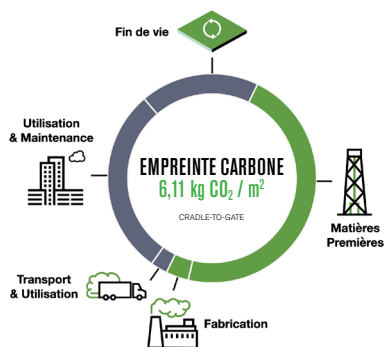 Fin de vie
Utilisation
& Maintenance
EMPREINTE CARBONE
6,11 kg CO₂ / m²
CRADLE-TO-GATE
Matières
Premières
Transport
& Utilisation
Fabrication